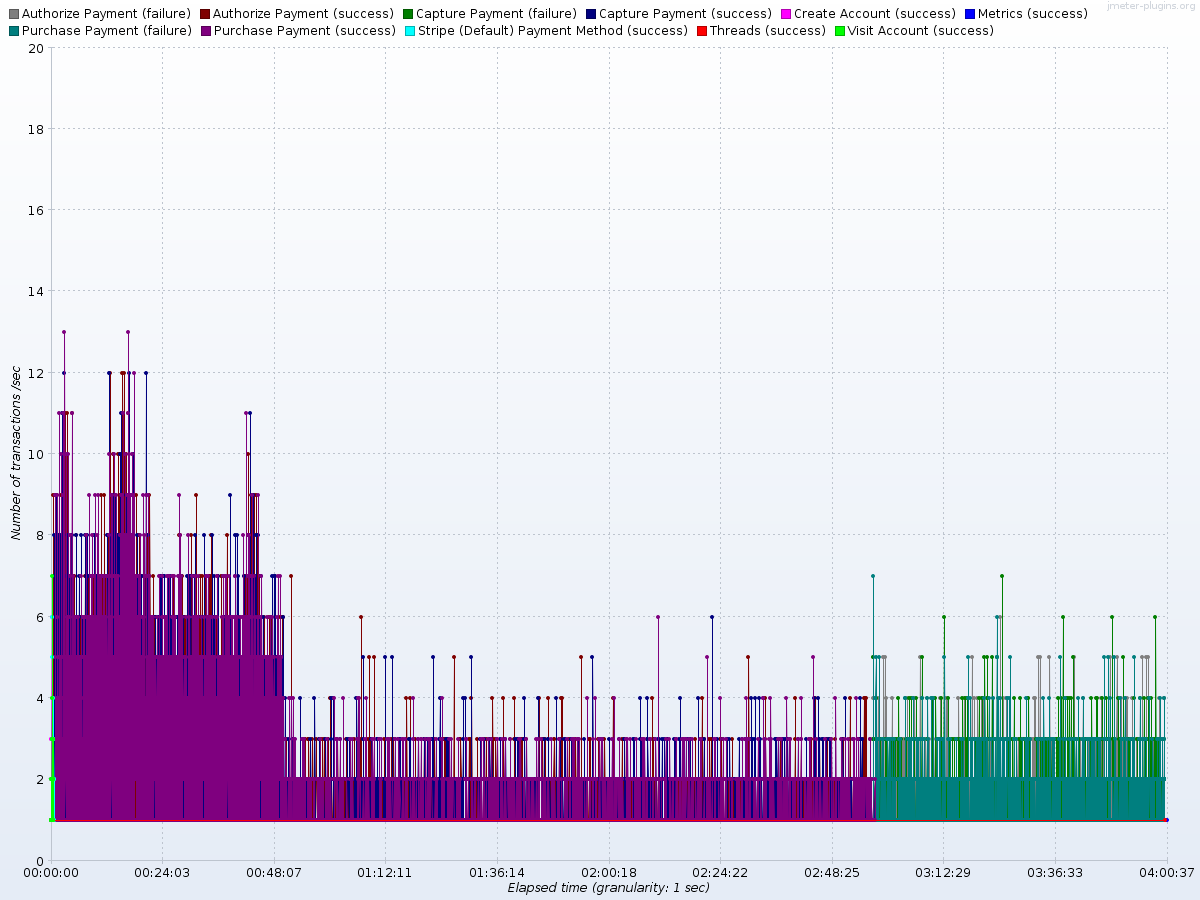 Authorize Payment (failure) Authorize Payment (success) Capture Payment (failure) Capture Payment (success) Create Account (success) Metrics (success)
jmeter-plugins.org
Purchase Payment (failure) Purchase Payment (success) Stripe (Default) Payment Method (success) Threads (success) Visit Account (success)
20
18
16
14
12
10
8
6
4
2
0
Number of transactions /sec
00:00:00 00:24:03 00:48:07 01:12:11 01:36:14 02:00:18 02:24:22 02:48:25 03:12:29 03:36:33 04:00:37
Elapsed time (granularity: 1 sec)